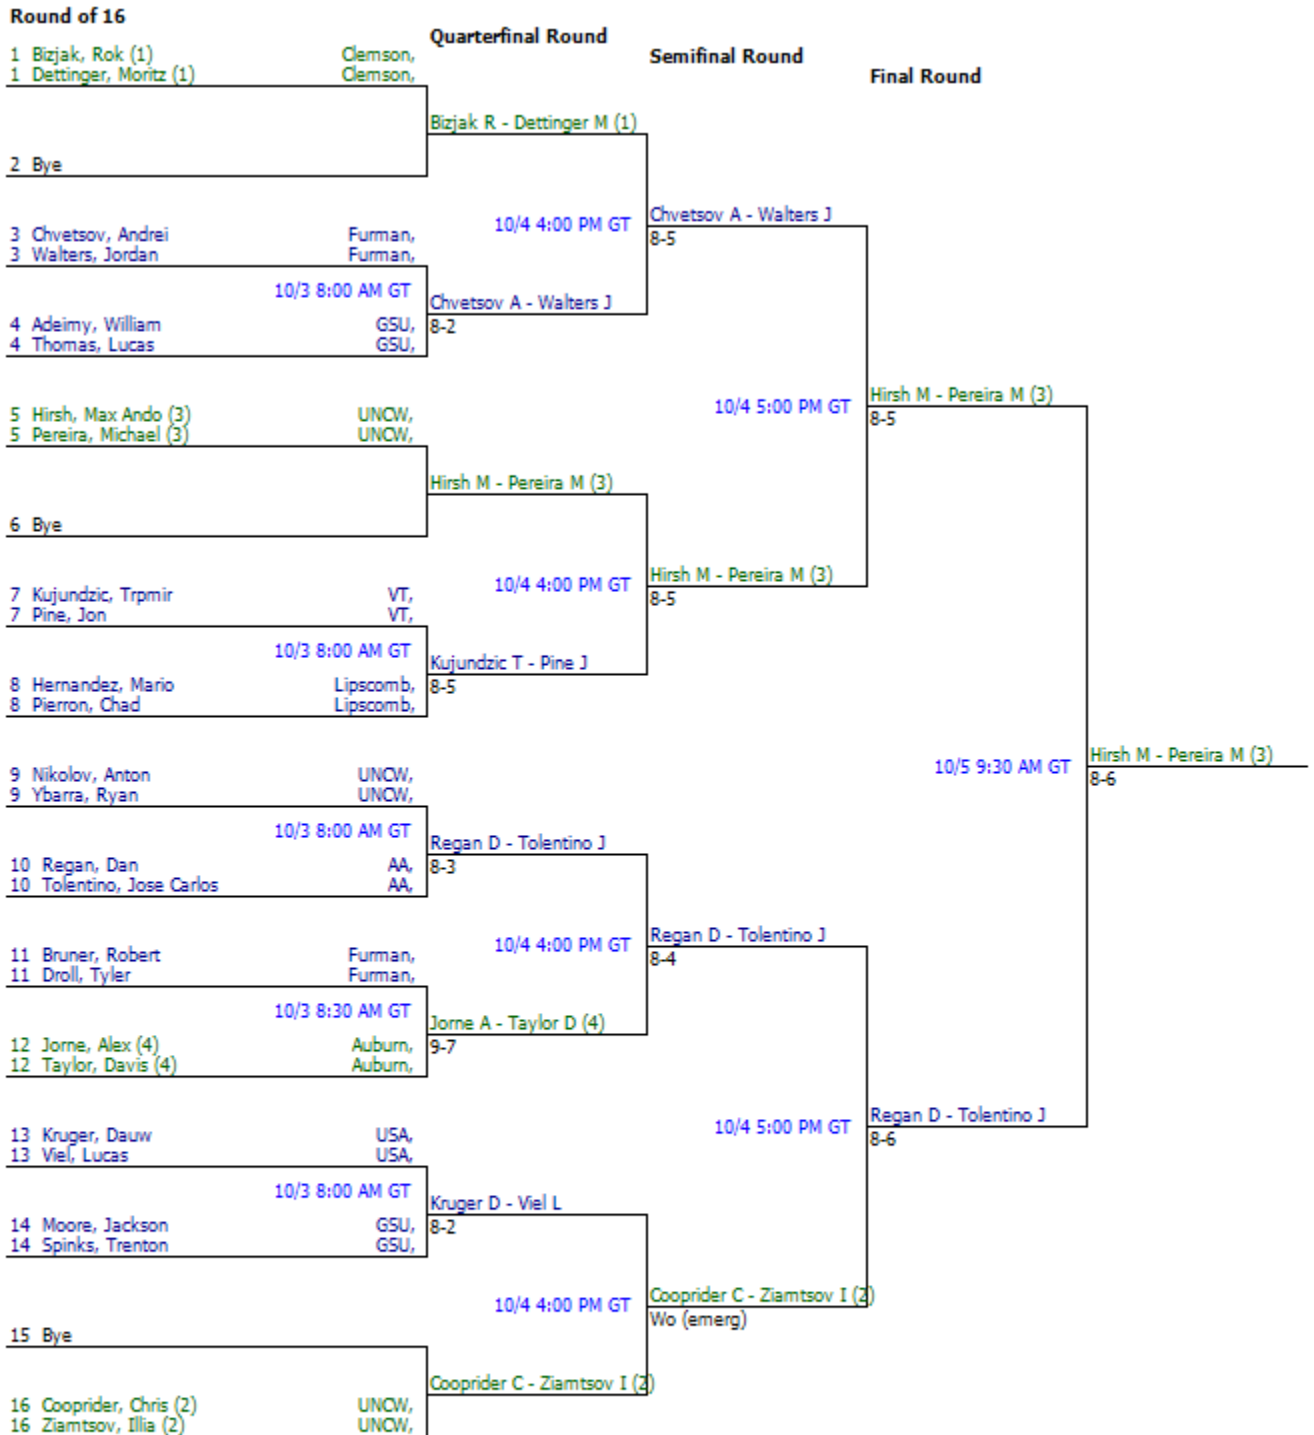 Round of 16
Quarterfinal Round
Semifinal Round
Final Round
1 Bizjak, Rok (1) Clemson,
1 Dettinger, Moritz (1) Clemson,
Bizjak R - Dettinger M (1)
2 Bye
10/4 4:00 PM GT
Chvetsov A - Walters J
8-5
3 Chvetsov, Andrei Furman,
3 Walters, Jordan Furman,
10/3 8:00 AM GT
Chvetsov A - Walters J
8-2
4 Adeimy, William GSU,
4 Thomas, Lucas GSU,
10/4 5:00 PM GT
Hirsh M - Pereira M (3)
8-5
5 Hirsh, Max Ando (3) UNCW,
5 Pereira, Michael (3) UNCW,
Hirsh M - Pereira M (3)
6 Bye
10/4 4:00 PM GT
Hirsh M - Pereira M (3)
8-5
7 Kujundzic, Trpmir VT,
7 Pine, Jon VT,
10/3 8:00 AM GT
Kujundzic T - Pine J
8-5
8 Hernandez, Mario Lipscomb,
8 Pierron, Chad Lipscomb,
10/5 9:30 AM GT
Hirsh M - Pereira M (3)
8-6
9 Nikolov, Anton UNCW,
9 Ybarra, Ryan UNCW,
10/3 8:00 AM GT
Regan D - Tolentino J
8-3
10 Regan, Dan AA,
10 Tolentino, Jose Carlos AA,
10/4 4:00 PM GT
Regan D - Tolentino J
8-4
11 Bruner, Robert Furman,
11 Droll, Tyler Furman,
10/3 8:30 AM GT
Jorne A - Taylor D (4)
9-7
12 Jorne, Alex (4) Auburn,
12 Taylor, Davis (4) Auburn,
10/4 5:00 PM GT
Regan D - Tolentino J
8-6
13 Kruger, Dauw USA,
13 Viel, Lucas USA,
10/3 8:00 AM GT
Kruger D - Viel L
8-2
14 Moore, Jackson GSU,
14 Spinks, Trenton GSU,
10/4 4:00 PM GT
Cooprider C - Ziamtsov I (2)
Wo (emerg)
15 Bye
Cooprider C - Ziamtsov I (2)
16 Cooprider, Chris (2) UNCW,
16 Ziamtsov, Illia (2) UNCW,